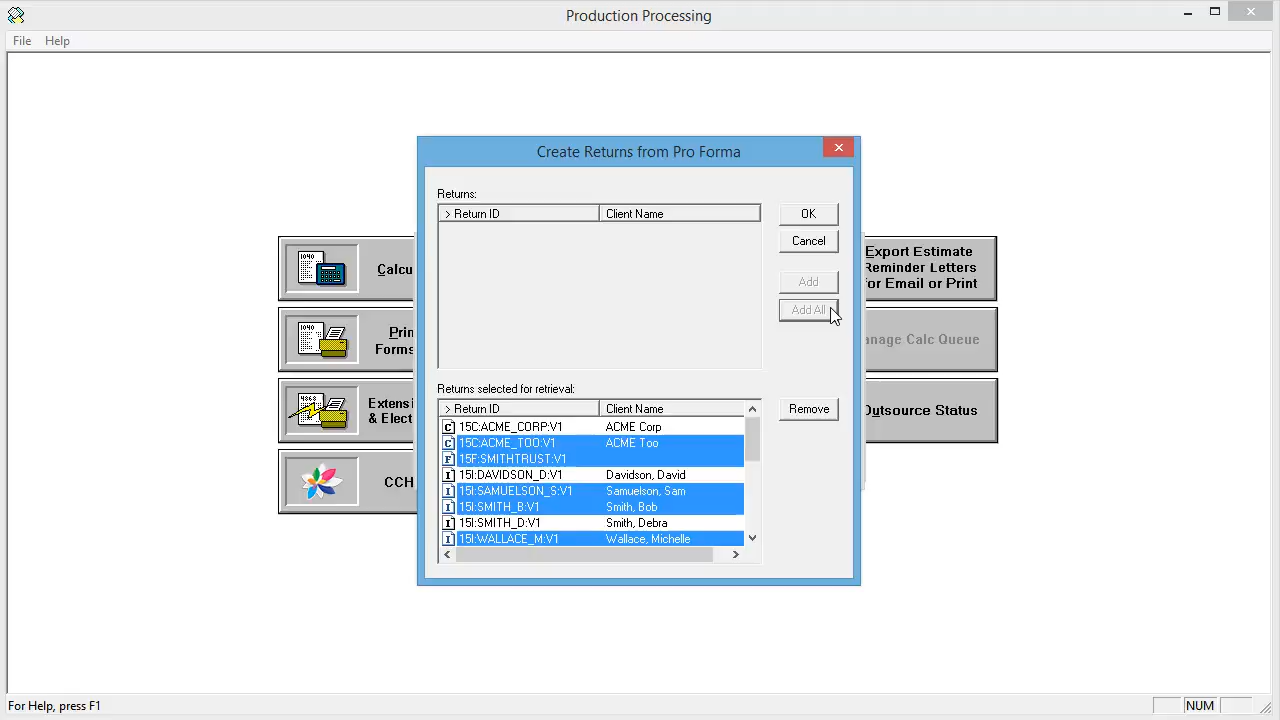 Production Processing
File Help
Create Returns from Pro Forma
Returns:
> Return ID Client Name
OK
Cancel
Add
Add All
Returns selected for retrieval:
> Return ID Client Name
Remove
C 15C:ACME_CORP:V1 ACME Corp
C 15C:ACME_TOO:V1 ACME Too
F 15F:SMITHTRUST:V1
I 15I:DAVIDSON_D:V1 Davidson, David
I 15I:SAMUELSON_S:V1 Samuelson, Sam
I 15I:SMITH_B:V1 Smith, Bob
I 15I:SMITH_D:V1 Smith, Debra
I 15I:WALLACE_M:V1 Wallace, Michelle
1040
Calcu
1040
Prin
Forms
4868
Extens
& Elect
CCH
Export Estimate
Reminder Letters
for Email or Print
anage Calc Queue
Outsource Status
For Help, press F1
NUM